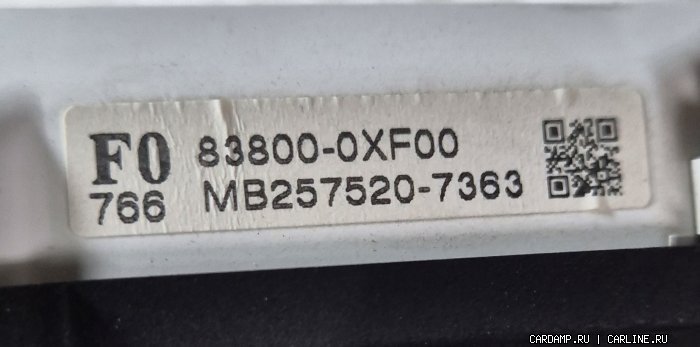 F0 83800-0XF00
766 MB257520-7363
CARDAMP.RU | CARLINE.RU